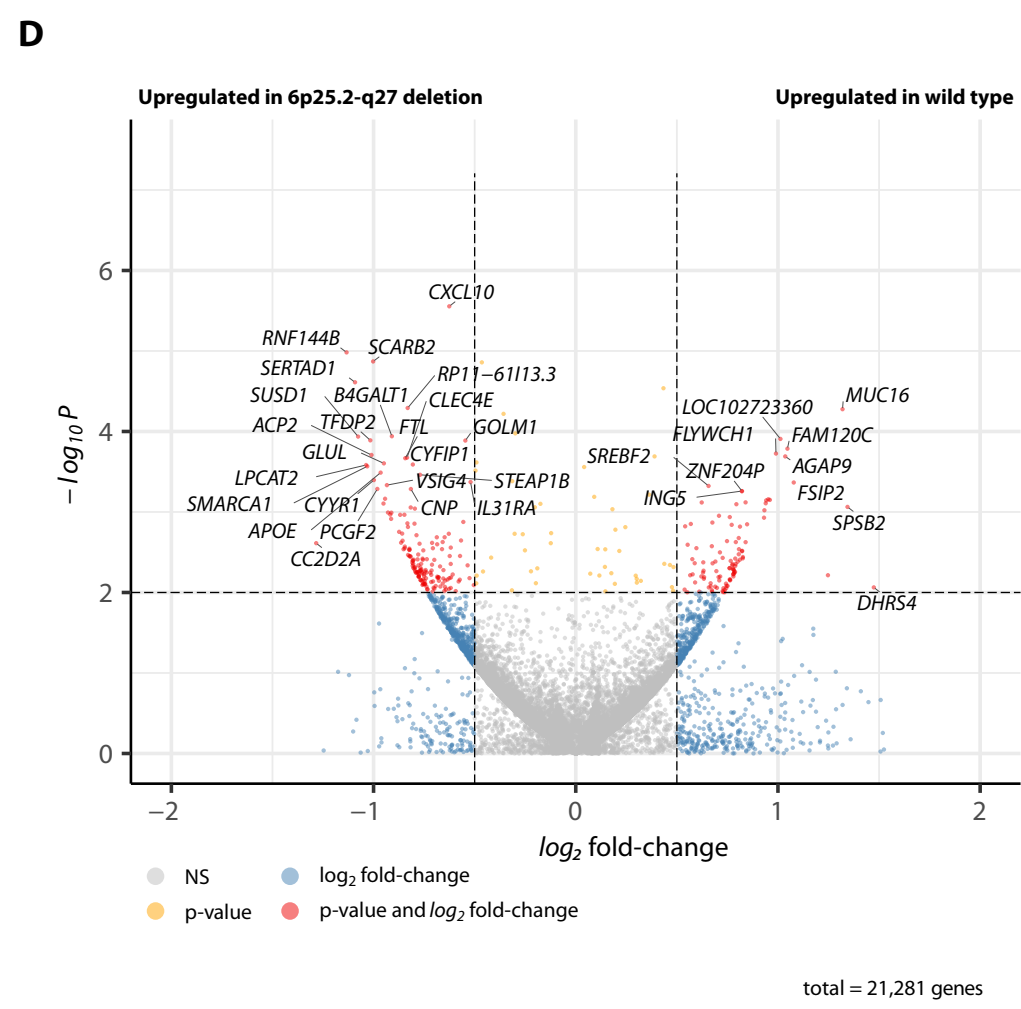 D
Upregulated in 6p25.2-q27 deletion
Upregulated in wild type
CXCL10
RNF144B
SCARB2
SERTAD1
RP11−61I13.3
SUSD1
B4GALT1
CLEC4E
MUC16
LOC102723360
ACP2
TFDP2
FTL
GOLM1
FLYWCH1
FAM120C
GLUL
CYFIP1
SREBF2
AGAP9
LPCAT2
VSIG4
STEAP1B
ZNF204P
FSIP2
SMARCA1
CYYR1
CNP
IL31RA
ING5
SPSB2
APOE
PCGF2
CC2D2A
DHRS4
6
4
2
0
−log10P
−2
−1
0
1
2
log2 fold-change
NS
log2 fold-change
p-value
p-value and log2 fold-change
total = 21,281 genes